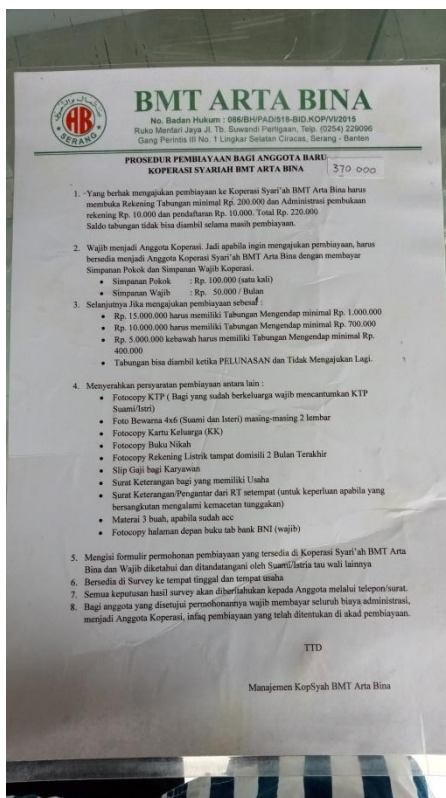 BMT ARTA BINA
No. Badan Hukum : 086/BH/PAD/518-BID.KOP/VI/2015
Ruko Mentari Jaya Jl. Tb. Suwandi Pertigaan, Telp. (0254) 229096
Gang Perintis III No. 1 Lingkar Selatan Ciracas, Serang - Banten
SERANG
PROSEDUR PEMBIAYAAN BAGI ANGGOTA BARU
KOPERASI SYARIAH BMT ARTA BINA
370 000
1. Yang berhak mengajukan pembiayaan ke Koperasi Syari'ah BMT Arta Bina harus
membuka Rekening Tabungan minimal Rp. 200.000 dan Administrasi pembukaan
rekening Rp. 10.000 dan pendaftaran Rp. 10.000. Total Rp. 220.000
Saldo tabungan tidak bisa diambil selama masih pembiayaan.
2. Wajib menjadi Anggota Koperasi. Jadi apabila ingin mengajukan pembiayaan, harus
bersedia menjadi Anggota Koperasi Syari'ah BMT Arta Bina dengan membayar
Simpanan Pokok dan Simpanan Wajib Koperasi.
• Simpanan Pokok : Rp. 100.000 (satu kali)
• Simpanan Wajib : Rp. 50.000 / Bulan
3. Selanjutnya Jika mengajukan pembiayaan sebesar :
• Rp. 15.000.000 harus memiliki Tabungan Mengendap minimal Rp. 1.000.000
• Rp. 10.000.000 harus memiliki Tabungan Mengendap minimal Rp. 700.000
• Rp. 5.000.000 kebawah harus memiliki Tabungan Mengendap minimal Rp.
400.000
• Tabungan bisa diambil ketika PELUNASAN dan Tidak Mengajukan Lagi.
4. Menyerahkan persyaratan pembiayaan antara lain :
• Fotocopy KTP ( Bagi yang sudah berkeluarga wajib mencantumkan KTP
Suami/Istri)
• Foto Bewarna 4x6 (Suami dan Isteri) masing-masing 2 lembar
• Fotocopy Kartu Keluarga (KK)
• Fotocopy Buku Nikah
• Fotocopy Rekening Listrik tampat domisili 2 Bulan Terakhir
• Slip Gaji bagi Karyawan
• Surat Keterangan bagi yang memiliki Usaha
• Surat Keterangan/Pengantar dari RT setempat (untuk keperluan apabila yang
bersangkutan mengalami kemacetan tunggakan)
• Materai 3 buah, apabila sudah acc
• Fotocopy halaman depan buku tab bank BNI (wajib)
5. Mengisi formulir permohonan pembiayaan yang tersedia di Koperasi Syari'ah BMT Arta
Bina dan Wajib diketahui dan ditandatangani oleh Suami/Istria tau wali lainnya
6. Bersedia di Survey ke tempat tinggal dan tempat usaha
7. Semua keputusan hasil survey akan diberitahukan kepada Anggota melalui telepon/surat.
8. Bagi anggota yang disetujui permohonannya wajib membayar seluruh biaya administrasi,
menjadi Anggota Koperasi, infaq pembiayaan yang telah ditentukan di akad pembiayaan.
TTD
Manajemen KopSyah BMT Arta Bina